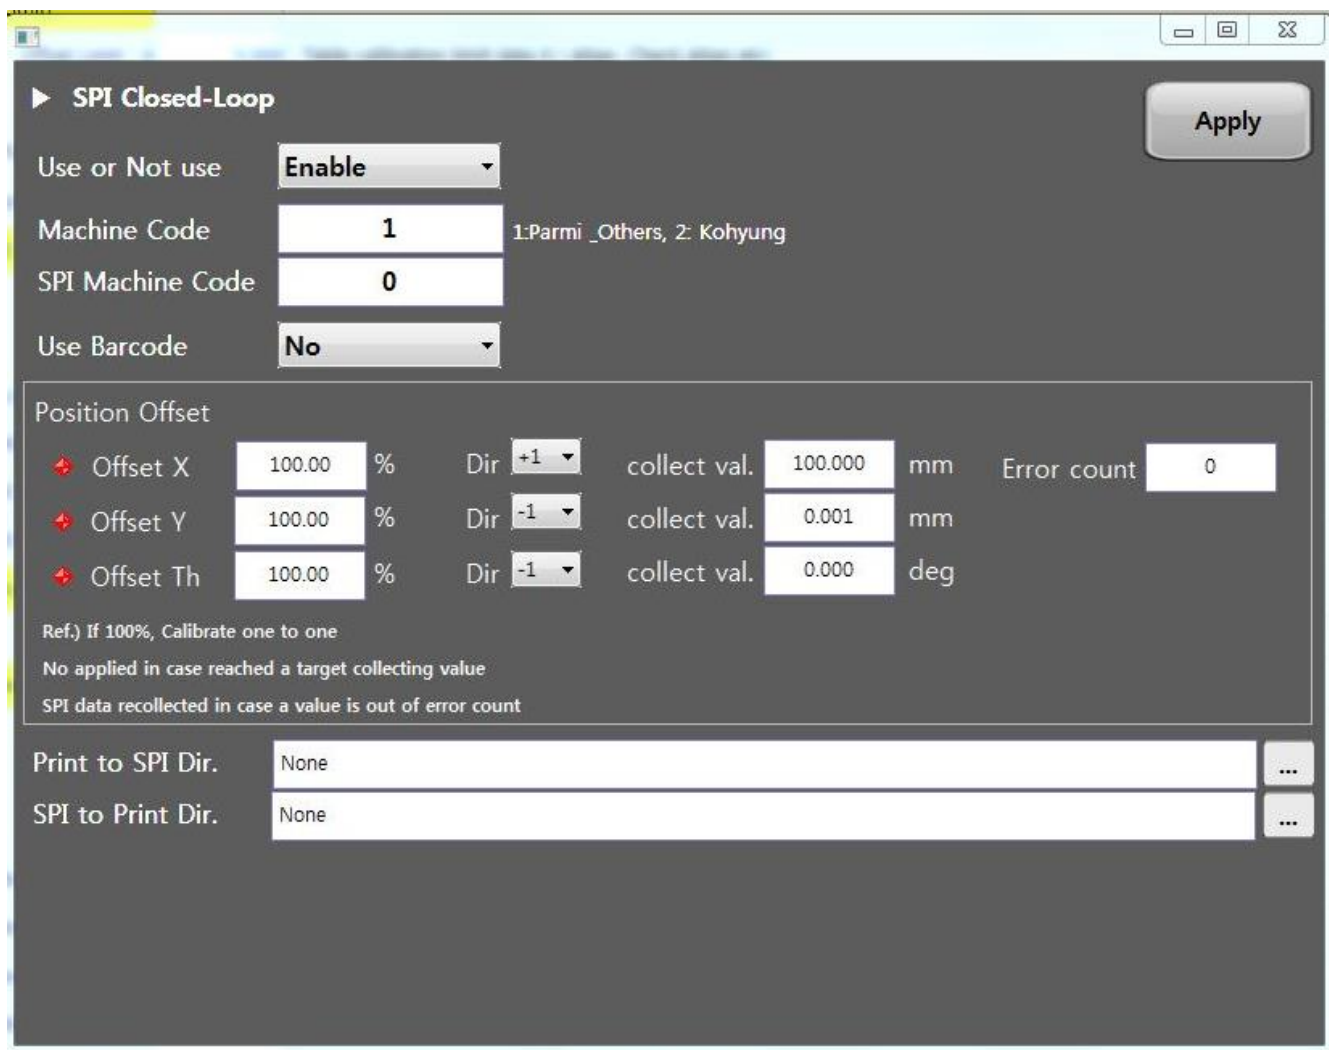 SPI Closed-Loop
Apply
Use or Not use Enable
Machine Code 1 1:Parmi _Others, 2: Kohyung
SPI Machine Code 0
Use Barcode No
Position Offset
Offset X 100.00 % Dir +1 collect val. 100.000 mm Error count 0
Offset Y 100.00 % Dir -1 collect val. 0.001 mm
Offset Th 100.00 % Dir -1 collect val. 0.000 deg
Ref.) If 100%, Calibrate one to one
No applied in case reached a target collecting value
SPI data recollected in case a value is out of error count
Print to SPI Dir. None ...
SPI to Print Dir. None ...